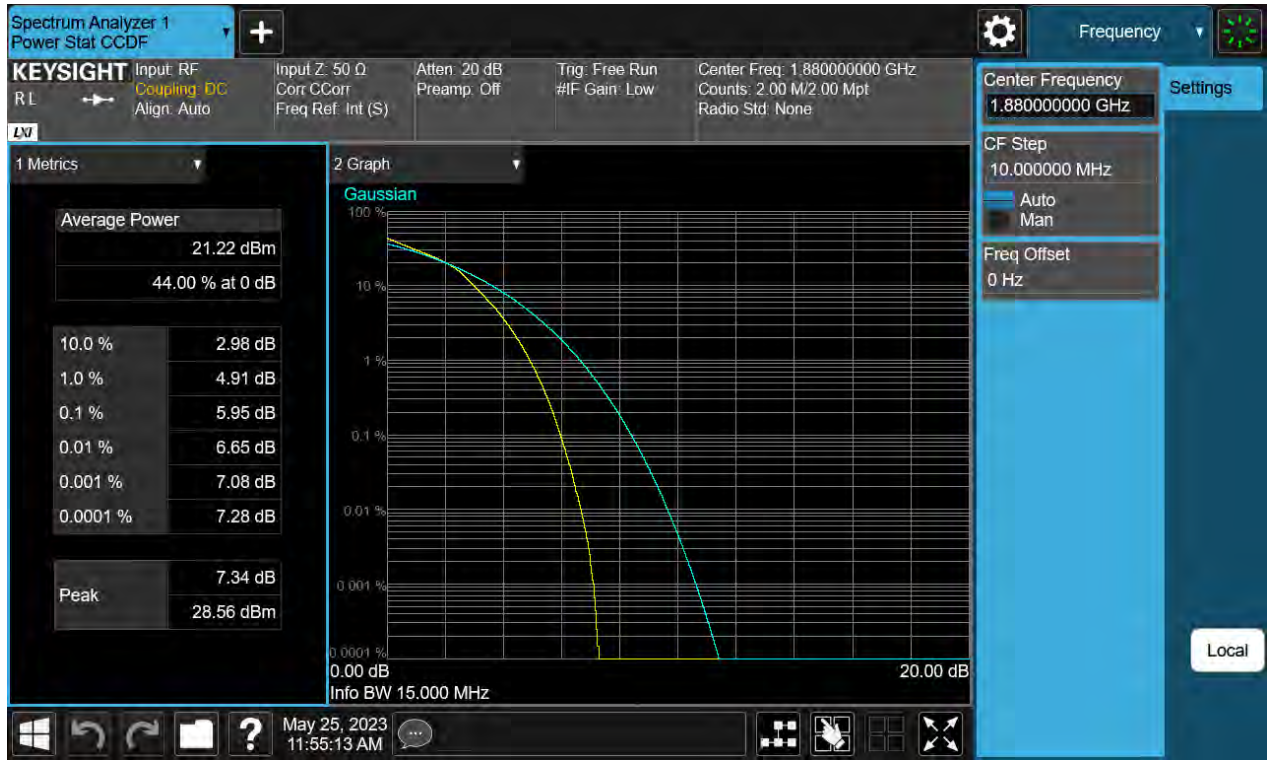 Spectrum Analyzer 1
Power Stat CCDF
+
Frequency
KEYSIGHT
RL
LXI
Input: RF
Coupling: DC
Align: Auto
Input Z: 50 Ω
Corr CCorr
Freq Ref: Int (S)
Atten: 20 dB
Preamp: Off
Trig: Free Run
#IF Gain: Low
Center Freq: 1.880000000 GHz
Counts: 2.00 M/2.00 Mpt
Radio Std: None
Center Frequency
1.880000000 GHz
Settings
CF Step
10.000000 MHz
Auto
Man
Freq Offset
0 Hz
Local
1 Metrics
Average Power
21.22 dBm
44.00 % at 0 dB
10.0 % 2.98 dB
1.0 % 4.91 dB
0.1 % 5.95 dB
0.01 % 6.65 dB
0.001 % 7.08 dB
0.0001 % 7.28 dB
Peak
7.34 dB
28.56 dBm
2 Graph
Gaussian
100 %
10 %
1 %
0.1 %
0.01 %
0.001 %
0.0001 %
0.00 dB
20.00 dB
Info BW 15.000 MHz
?
May 25, 2023
11:55:13 AM